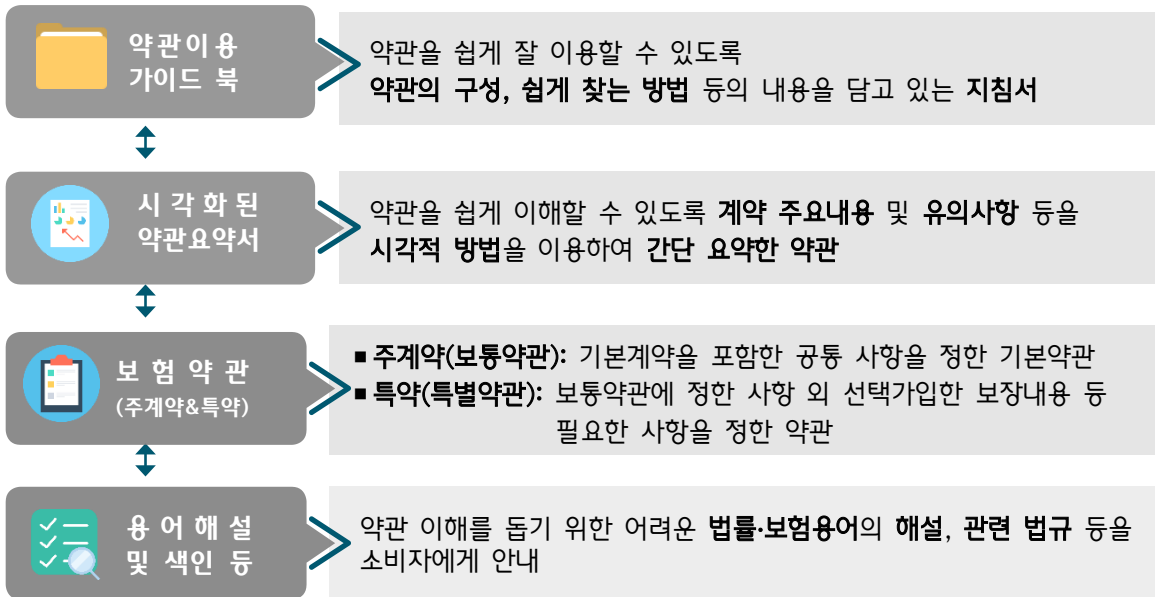 약관이용
가이드 북
약관을 쉽게 잘 이용할 수 있도록
약관의 구성, 쉽게 찾는 방법 등의 내용을 담고 있는 지침서
시 각 화 된
약관요약서
약관을 쉽게 이해할 수 있도록 계약 주요내용 및 유의사항 등을
시각적 방법을 이용하여 간단 요약한 약관
보 험 약 관
(주계약&특약)
▪ 주계약(보통약관): 기본계약을 포함한 공통 사항을 정한 기본약관
▪ 특약(특별약관): 보통약관에 정한 사항 외 선택가입한 보장내용 등
필요한 사항을 정한 약관
용 어 해 설
및 색인 등
약관 이해를 돕기 위한 어려운 법률·보험용어의 해설, 관련 법규 등을
소비자에게 안내